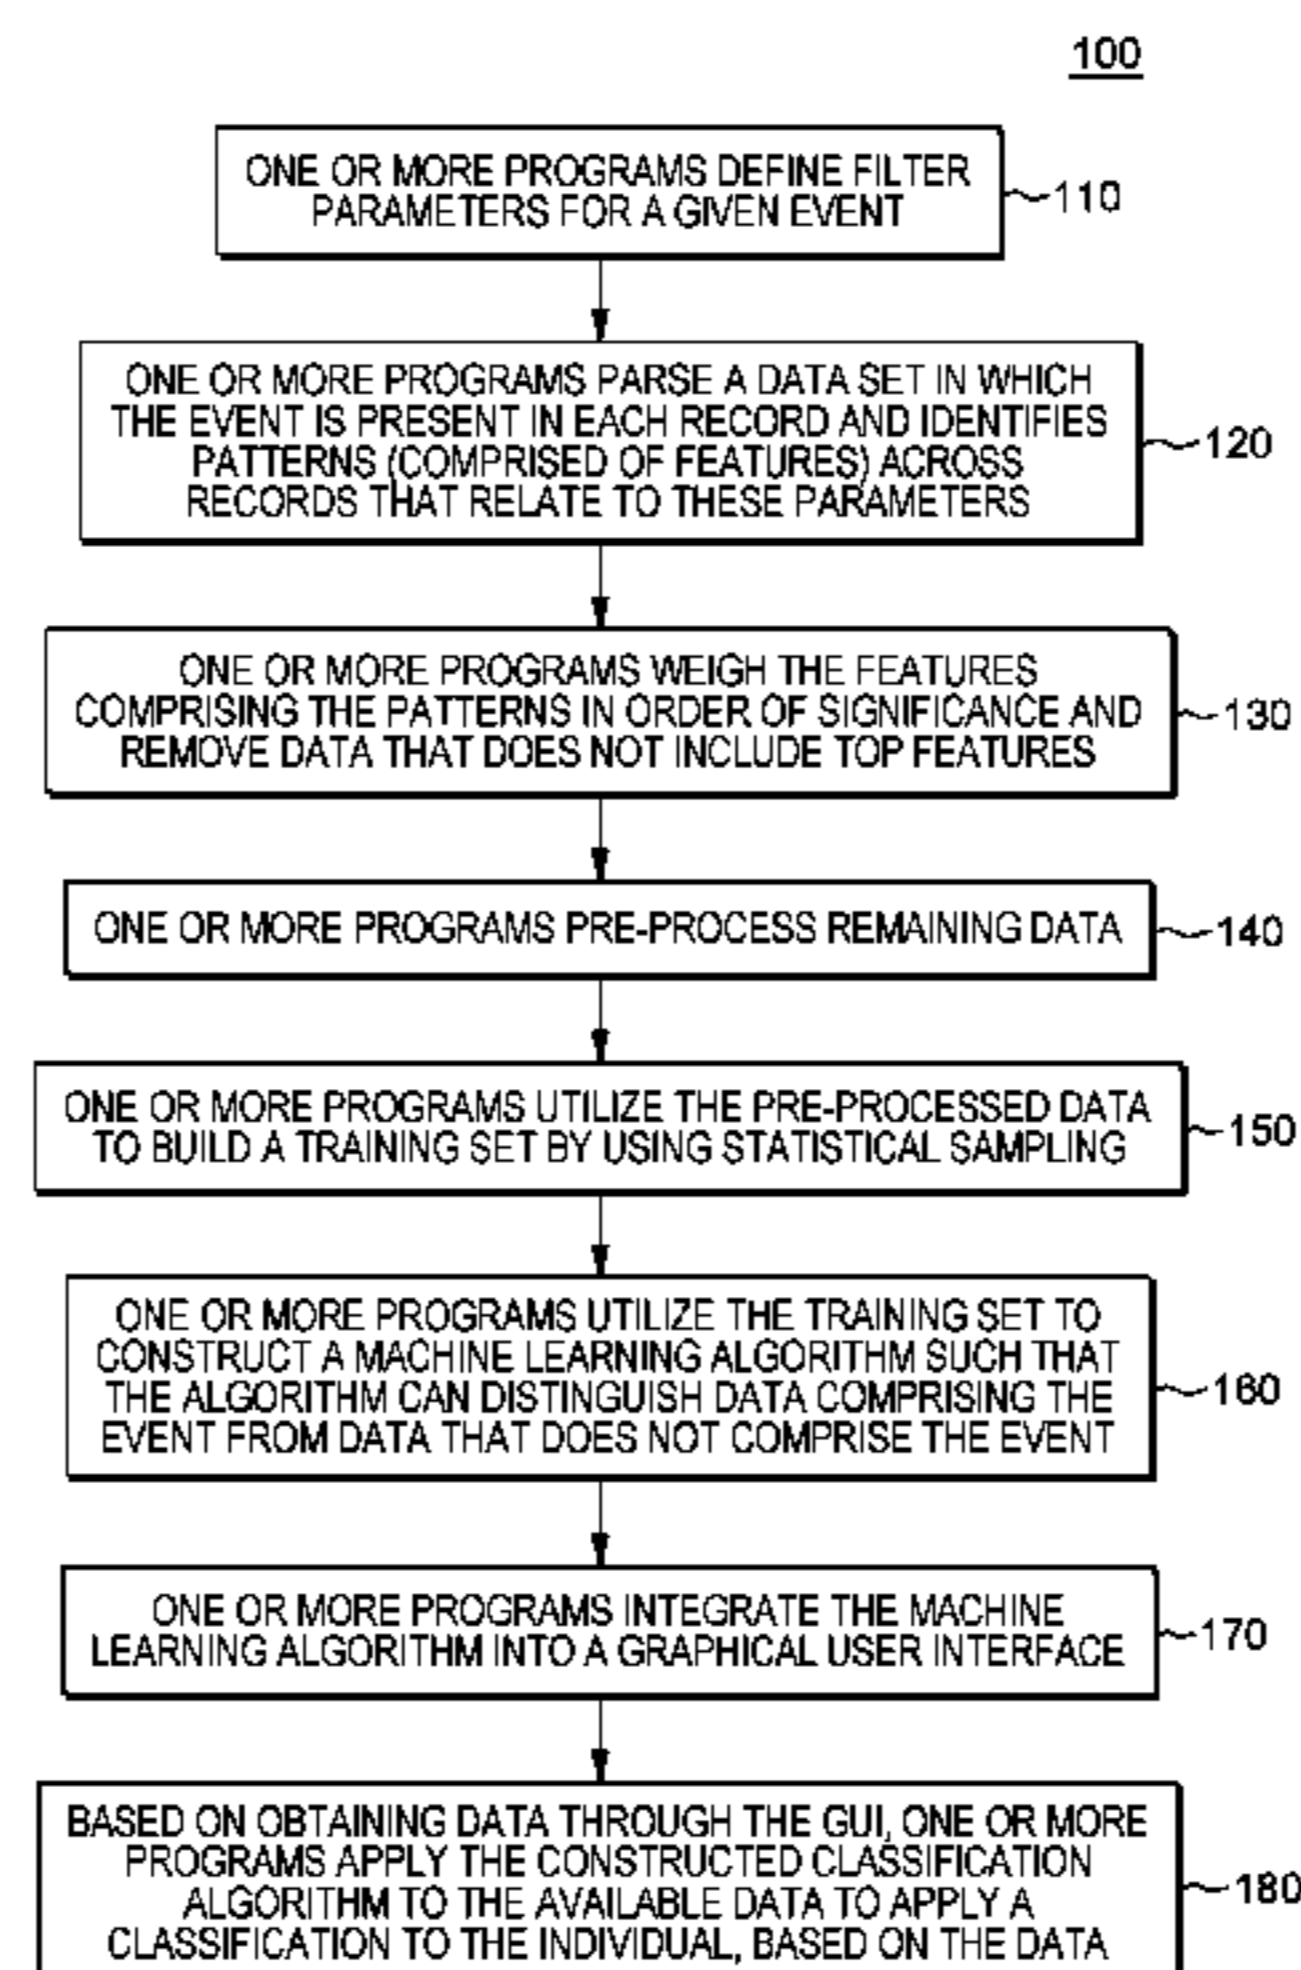 100
ONE OR MORE PROGRAMS DEFINE FILTER
PARAMETERS FOR A GIVEN EVENT
110
ONE OR MORE PROGRAMS PARSE A DATA SET IN WHICH
THE EVENT IS PRESENT IN EACH RECORD AND IDENTIFIES
PATTERNS (COMPRISED OF FEATURES) ACROSS
RECORDS THAT RELATE TO THESE PARAMETERS
120
ONE OR MORE PROGRAMS WEIGH THE FEATURES
COMPRISING THE PATTERNS IN ORDER OF SIGNIFICANCE AND
REMOVE DATA THAT DOES NOT INCLUDE TOP FEATURES
130
ONE OR MORE PROGRAMS PRE-PROCESS REMAINING DATA
140
ONE OR MORE PROGRAMS UTILIZE THE PRE-PROCESSED DATA
TO BUILD A TRAINING SET BY USING STATISTICAL SAMPLING
150
ONE OR MORE PROGRAMS UTILIZE THE TRAINING SET TO
CONSTRUCT A MACHINE LEARNING ALGORITHM SUCH THAT
THE ALGORITHM CAN DISTINGUISH DATA COMPRISING THE
EVENT FROM DATA THAT DOES NOT COMPRISE THE EVENT
160
ONE OR MORE PROGRAMS INTEGRATE THE MACHINE
LEARNING ALGORITHM INTO A GRAPHICAL USER INTERFACE
170
BASED ON OBTAINING DATA THROUGH THE GUI, ONE OR MORE
PROGRAMS APPLY THE CONSTRUCTED CLASSIFICATION
ALGORITHM TO THE AVAILABLE DATA TO APPLY A
CLASSIFICATION TO THE INDIVIDUAL, BASED ON THE DATA
180